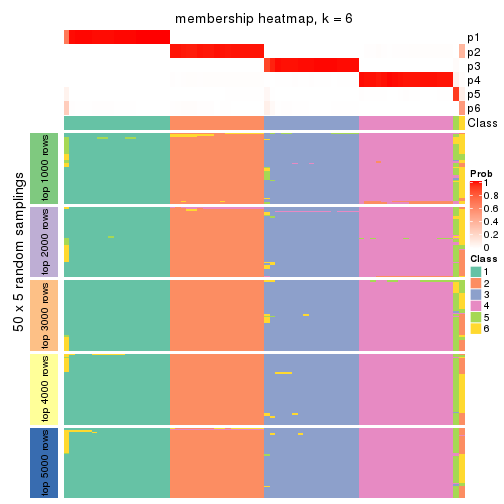 membership heatmap, k = 6
p1
p2
p3
p4
p5
p6
Class
50 x 5 random samplings
top 1000 rows
top 2000 rows
top 3000 rows
top 4000 rows
top 5000 rows
Prob
1
0.8
0.6
0.4
0.2
0
Class
1
2
3
4
5
6